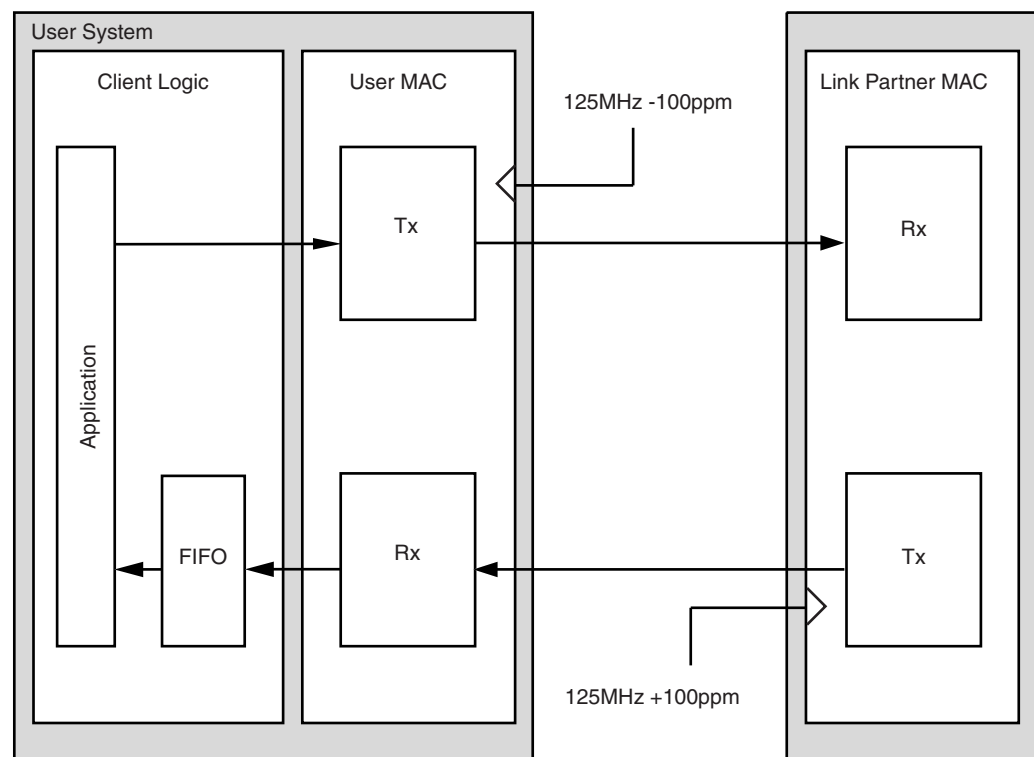 User System
Client Logic
User MAC
Link Partner MAC
125MHz -100ppm
Tx
Rx
Application
FIFO
Rx
Tx
125MHz +100ppm